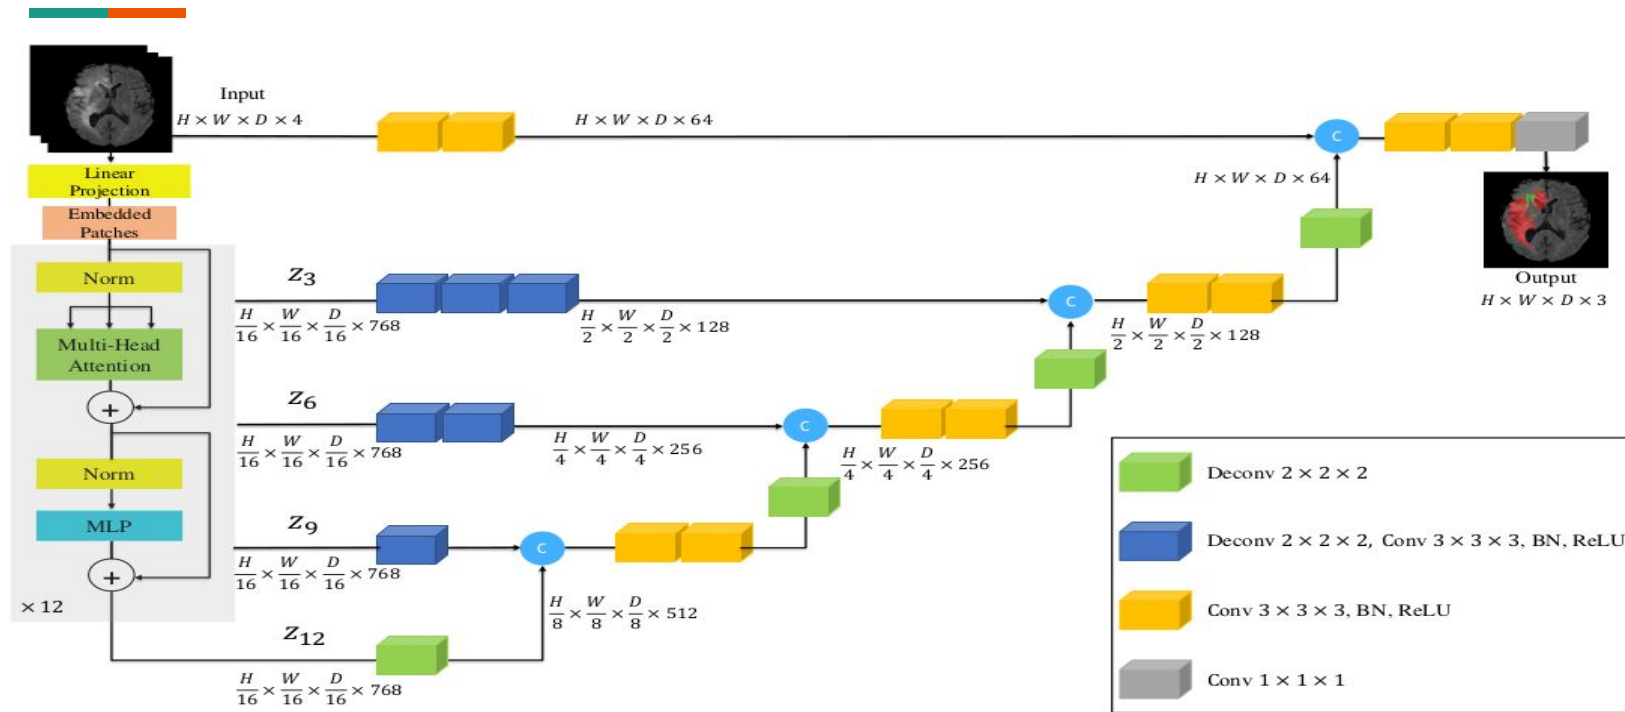 Input
H × W × D × 4
H × W × D × 64
C
Linear
Projection
H × W × D × 64
Embedded
Patches
Output
H × W × D × 3
Norm
z₃
C
H/16 × W/16 × D/16 × 768
H/2 × W/2 × D/2 × 128
H/2 × W/2 × D/2 × 128
Multi-Head
Attention
+
z₆
C
H/16 × W/16 × D/16 × 768
H/4 × W/4 × D/4 × 256
H/4 × W/4 × D/4 × 256
Norm
MLP
z₉
C
H/16 × W/16 × D/16 × 768
+
× 12
H/8 × W/8 × D/8 × 512
z₁₂
H/16 × W/16 × D/16 × 768
Deconv 2 × 2 × 2
Deconv 2 × 2 × 2, Conv 3 × 3 × 3, BN, ReLU
Conv 3 × 3 × 3, BN, ReLU
Conv 1 × 1 × 1